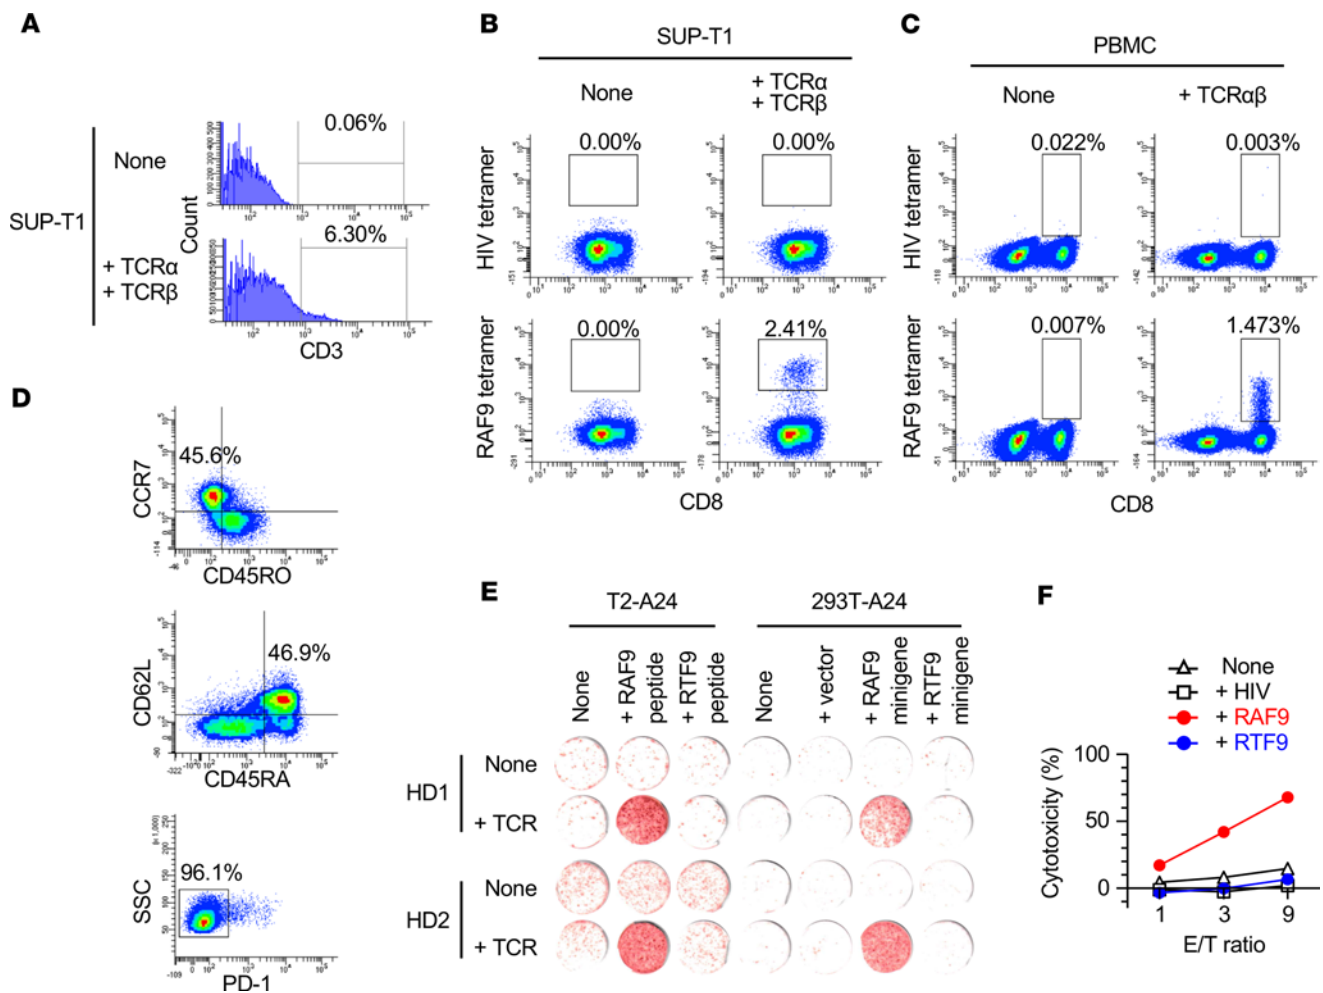 A
SUP-T1
None
+ TCRα
+ TCRβ
Count
0.06%
6.30%
CD3
B
SUP-T1
None
+ TCRα
+ TCRβ
HIV tetramer
0.00%
0.00%
RAF9 tetramer
0.00%
2.41%
CD8
C
PBMC
None
+ TCRαβ
HIV tetramer
0.022%
0.003%
RAF9 tetramer
0.007%
1.473%
CD8
D
CCR7
45.6%
CD45RO
CD62L
46.9%
CD45RA
SSC
96.1%
PD-1
E
T2-A24
293T-A24
None
+ RAF9
peptide
+ RTF9
peptide
None
+ vector
+ RAF9
minigene
+ RTF9
minigene
HD1
None
+ TCR
HD2
None
+ TCR
F
None
+ HIV
+ RAF9
+ RTF9
Cytotoxicity (%)
100
50
0
1 3 9
E/T ratio